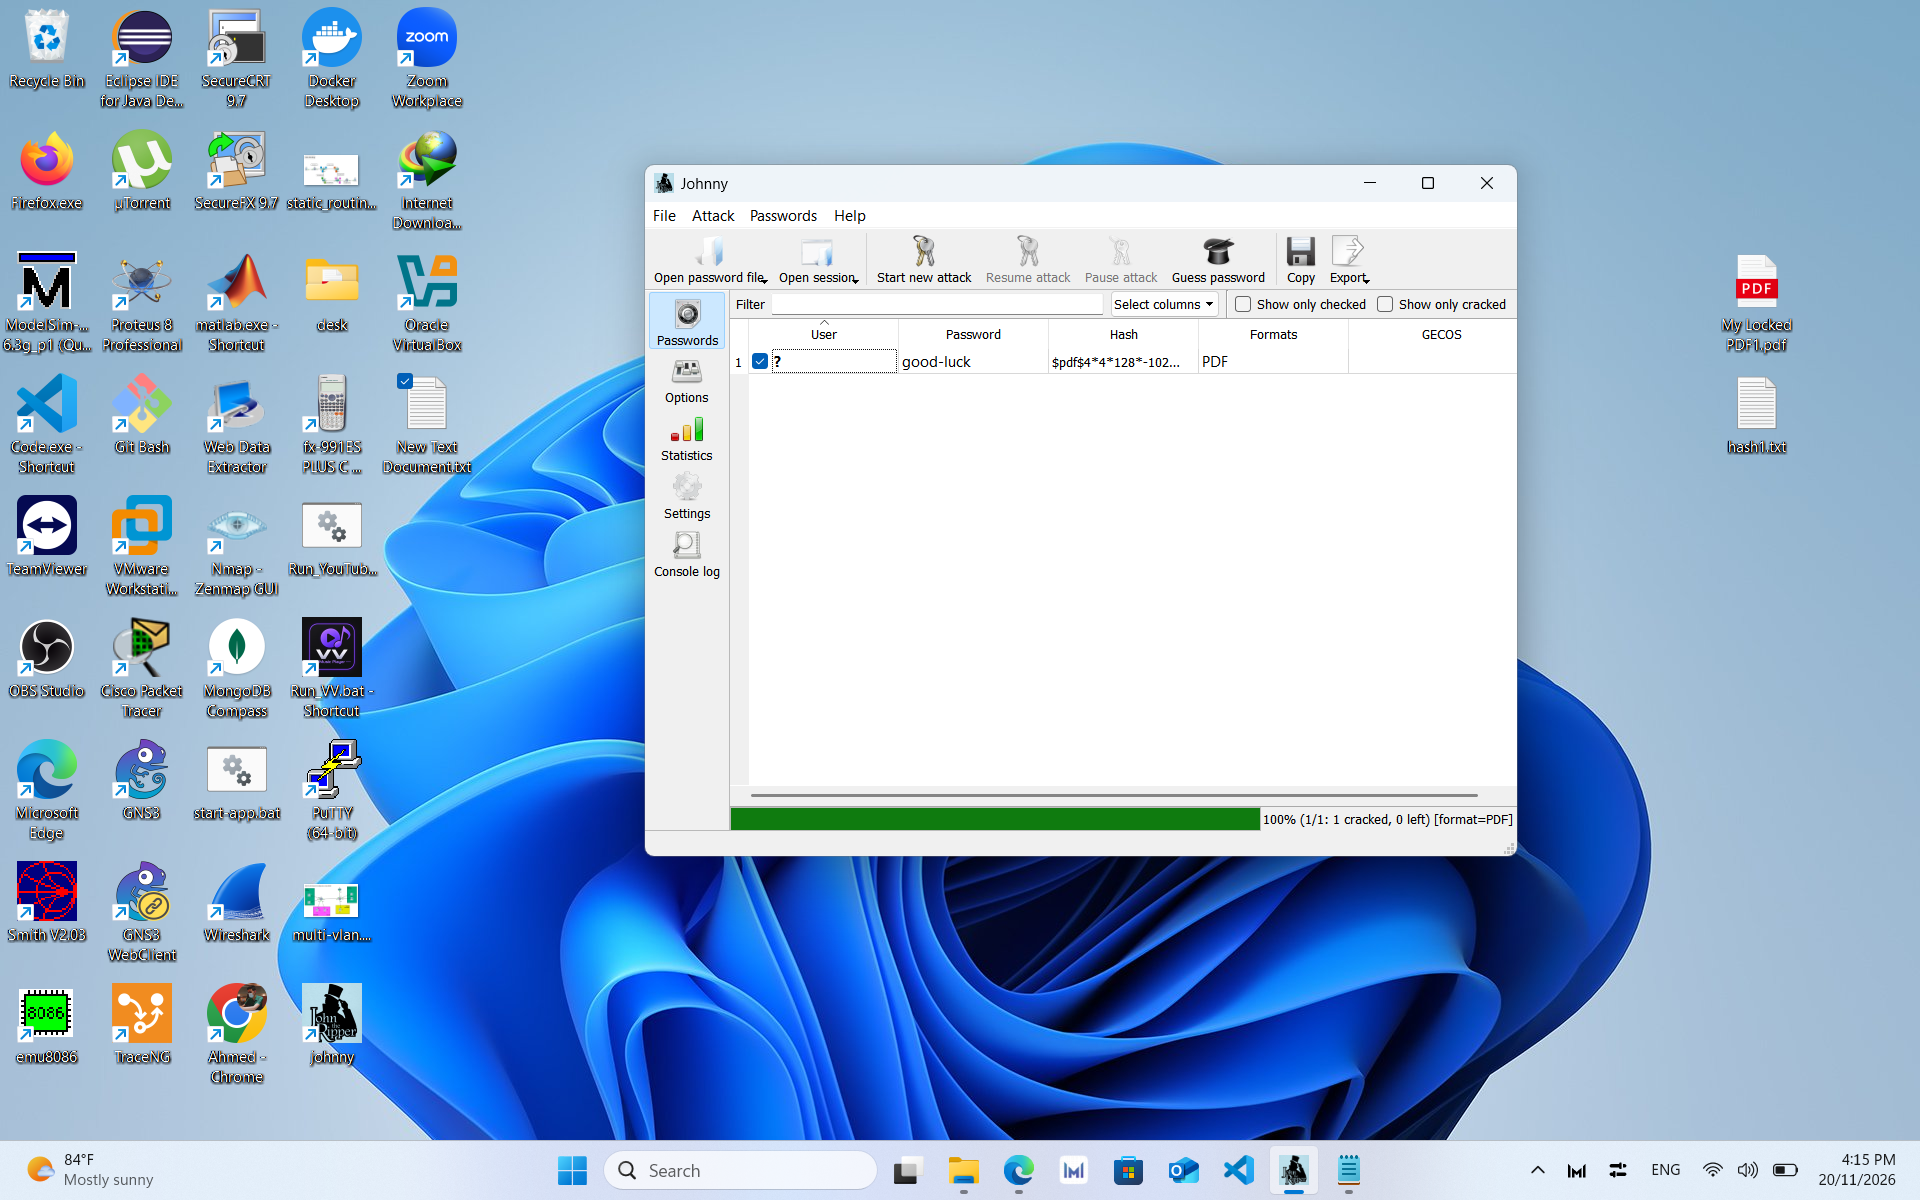 Recycle Bin
Eclipse IDE
for Java De...
SecureCRT
9.7
Docker
Desktop
zoom
Zoom
Workplace
Firefox.exe
µTorrent
SecureFX 9.7
static_routin...
Internet
Downloa...
ModelSim-...
6.3g_p1 (Qu...
Proteus 8
Professional
matlab.exe -
Shortcut
desk
Oracle
VirtualBox
Code.exe -
Shortcut
Git Bash
Web Data
Extractor
fx-991ES
PLUS C ...
New Text
Document.txt
TeamViewer
VMware
Workstati...
Nmap -
Zenmap GUI
Run_YouTub...
OBS Studio
Cisco Packet
Tracer
MongoDB
Compass
VV
Run_VV.bat -
Shortcut
Microsoft
Edge
GNS3
start-app.bat
PuTTY
(64-bit)
Smith V2.03
GNS3
WebClient
Wireshark
multi-vlan....
8086
emu8086
TraceNG
Ahmed -
Chrome
John
the Ripper
johnny
Johnny
File Attack Passwords Help
Open password file Open session Start new attack Resume attack Pause attack Guess password Copy Export
Passwords
Options
Statistics
Settings
Console log
Filter Select columns Show only checked Show only cracked
User Password Hash Formats GECOS
1 ? good-luck $pdf$4*4*128*-102... PDF
100% (1/1: 1 cracked, 0 left) [format=PDF]
PDF
My Locked
PDF1.pdf
hash1.txt
84°F
Mostly sunny
Search
ENG
4:15 PM
20/11/2026